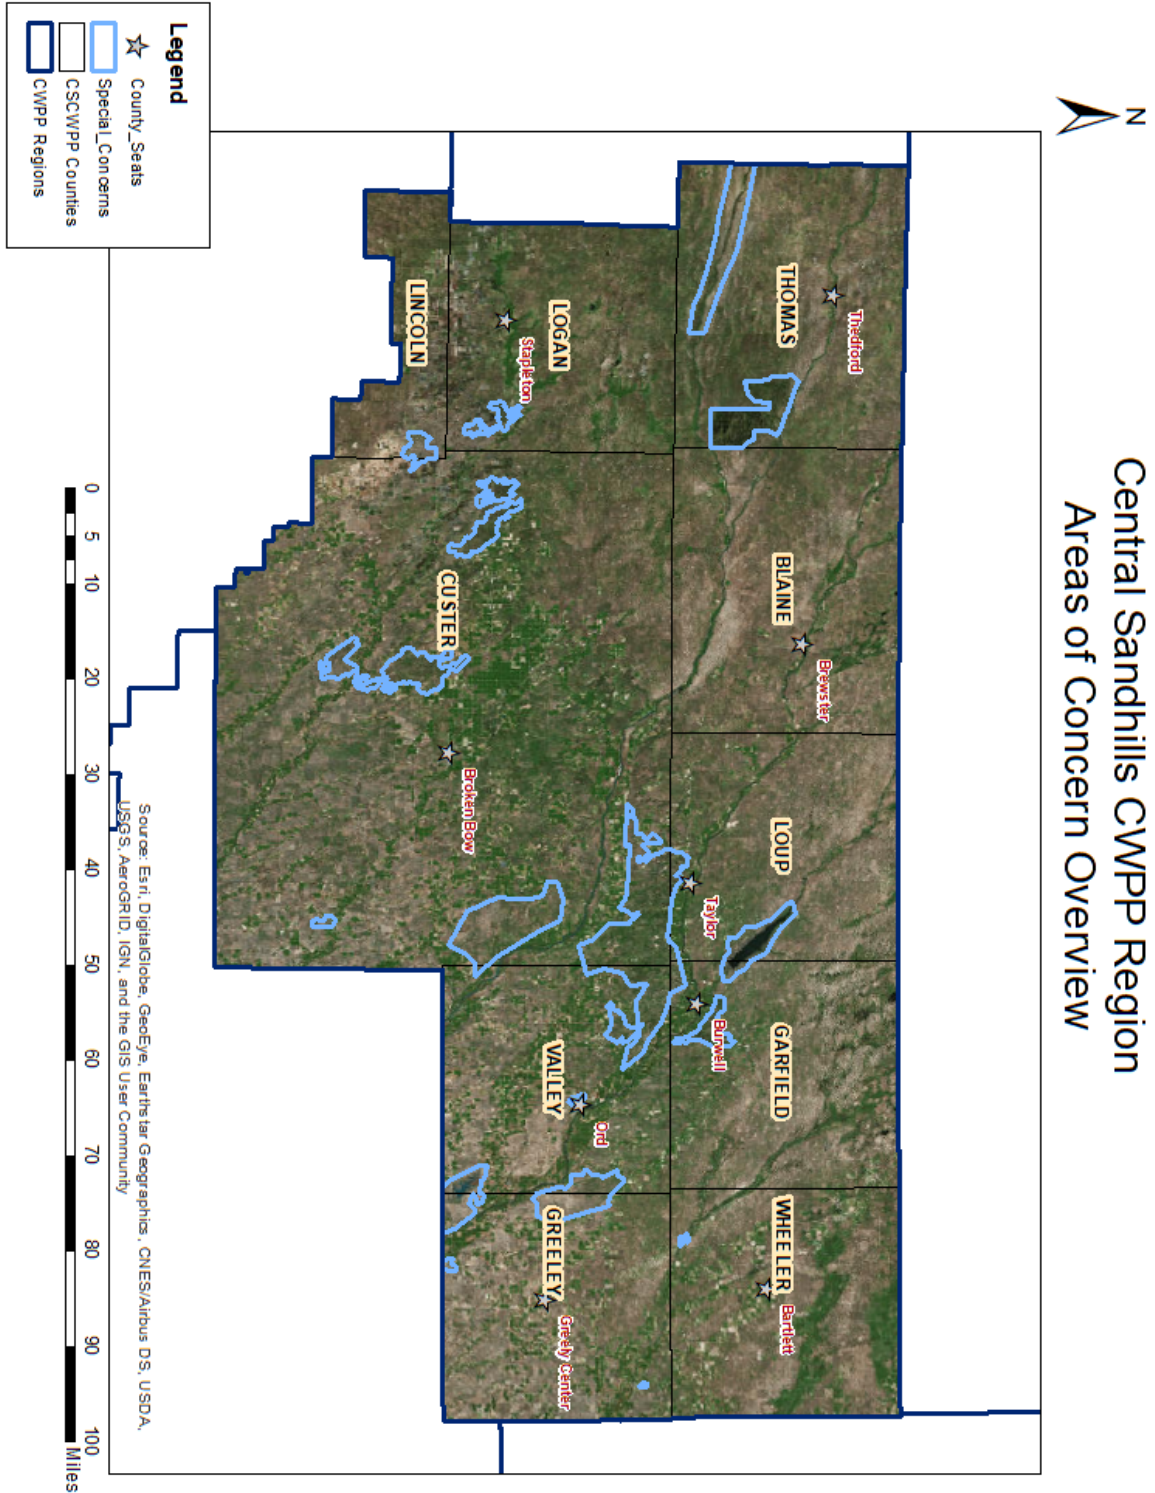 Central Sandhills CWPP Region
Areas of Concern Overview
N
THOMAS
Thedford
BLAINE
Brewster
LOUP
Taylor
GARFIELD
Burwell
WHEELER
Bartlett
LOGAN
Stapleton
LINCOLN
CUSTER
Broken Bow
VALLEY
Ord
GREELEY
Greely Center
Legend
County_Seats
Special_Concerns
CSCWPP Counties
CWPP Regions
Source: Esri, DigitalGlobe, GeoEye, Earthstar Geographics, CNES/Airbus DS, USDA,
USGS, AeroGRID, IGN, and the GIS User Community
0 5 10 20 30 40 50 60 70 80 90 100
Miles